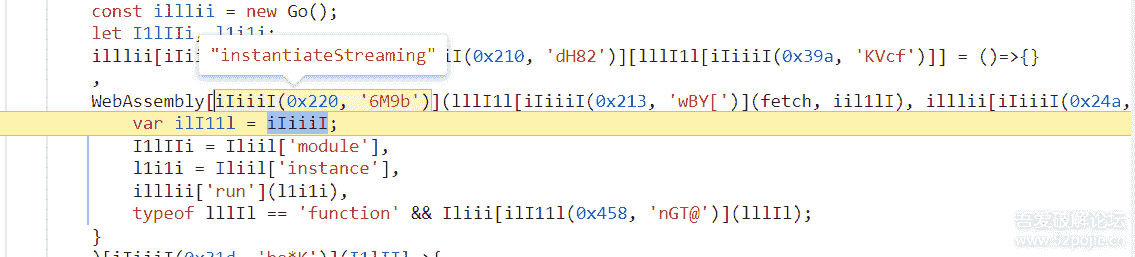 const illlii = new Go();
let I1lIIi, l1i1i;
illlii[iIii
"instantiateStreaming"
iI(0x210, 'dH82')][lllI1l[iIiiiI(0x39a, 'KVcf')]] = ()=>{}
,
WebAssembly[iIiiiI(0x220, '6M9b')](lllI1l[iIiiiI(0x213, 'wBY[')](fetch, iil1lI), illlii[iIiiiI(0x24a,
var ilI11l = iIiiiI;
I1lIIi = Iliil['module'],
l1i1i = Iliil['instance'],
illlii['run'](l1i1i),
typeof lllIl == 'function' && Iliii[ilI11l(0x458, 'nGT@')](lllIl);
}
吾爱破解论坛
www.52pojie.cn